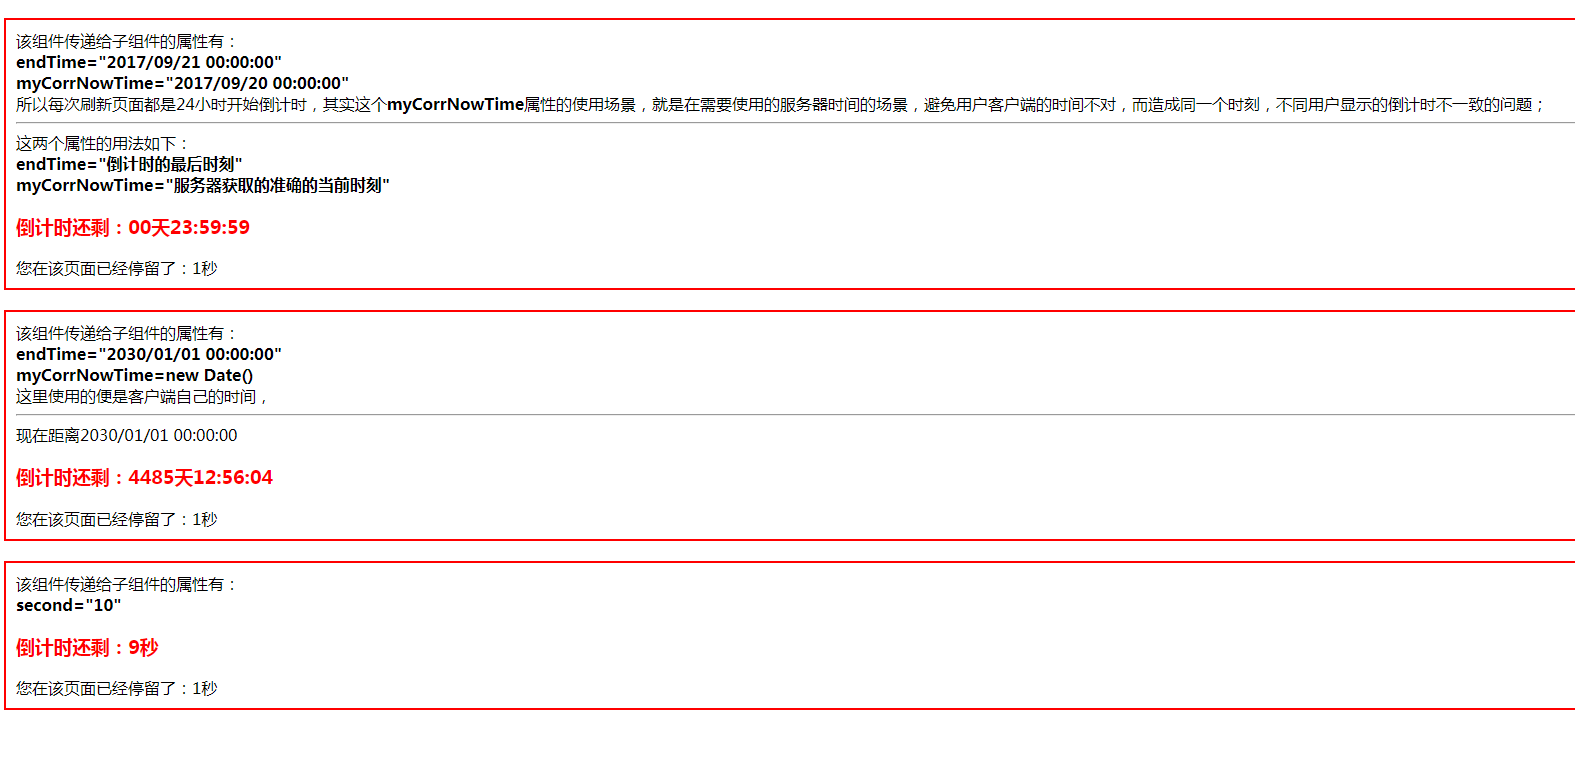 该组件传递给子组件的属性有：
endTime="2017/09/21 00:00:00"
myCorrNowTime="2017/09/20 00:00:00"
所以每次刷新页面都是24小时开始倒计时，其实这个myCorrNowTime属性的使用场景，就是在需要使用的服务器时间的场景，避免用户客户端的时间不对，而造成同一个时刻，不同用户显示的倒计时不一致的问题；
这两个属性的用法如下：
endTime="倒计时的最后时刻"
myCorrNowTime="服务器获取的准确的当前时刻"
倒计时还剩：00天23:59:59
您在该页面已经停留了：1秒
该组件传递给子组件的属性有：
endTime="2030/01/01 00:00:00"
myCorrNowTime=new Date()
这里使用的便是客户端自己的时间，
现在距离2030/01/01 00:00:00
倒计时还剩：4485天12:56:04
您在该页面已经停留了：1秒
该组件传递给子组件的属性有：
second="10"
倒计时还剩：9秒
您在该页面已经停留了：1秒